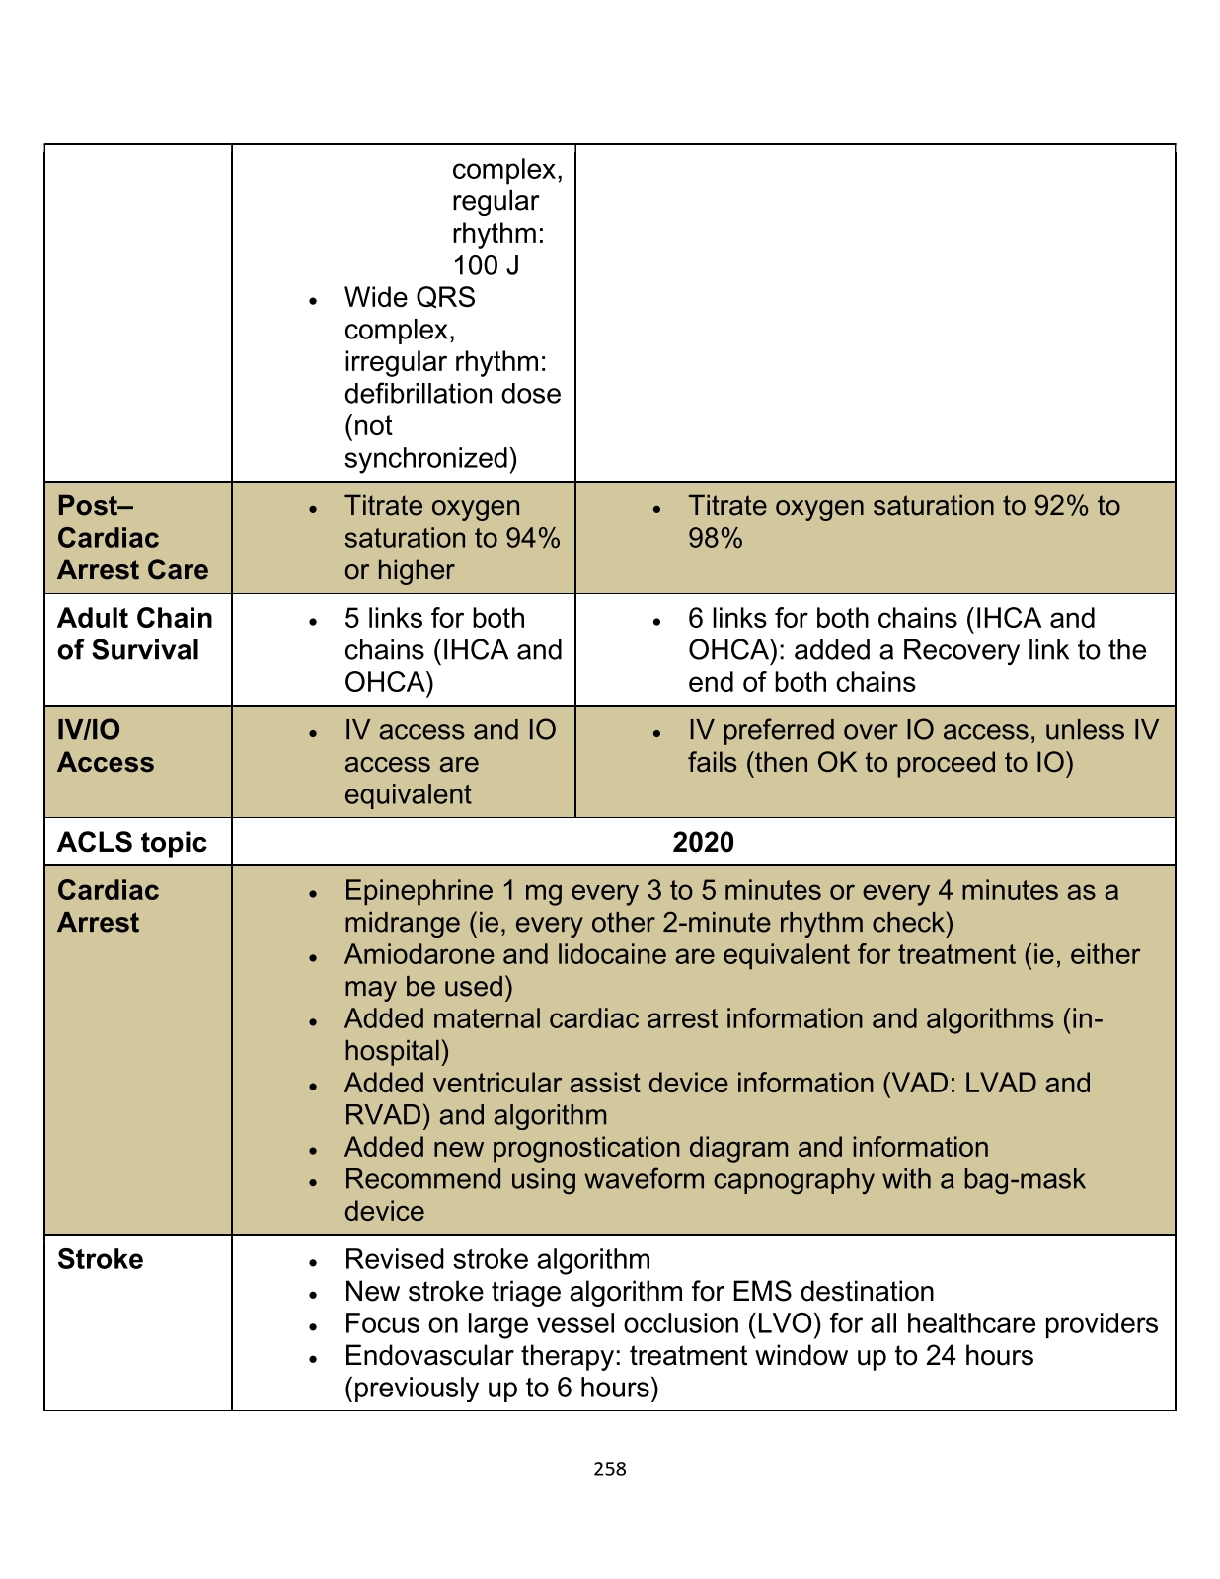 complex,
regular
rhythm:
100 J
• Wide QRS
complex,
irregular rhythm:
defibrillation dose
(not
synchronized)
Post–
Cardiac
Arrest Care
• Titrate oxygen
saturation to 94%
or higher
• Titrate oxygen saturation to 92% to
98%
Adult Chain
of Survival
• 5 links for both
chains (IHCA and
OHCA)
• 6 links for both chains (IHCA and
OHCA): added a Recovery link to the
end of both chains
IV/IO
Access
• IV access and IO
access are
equivalent
• IV preferred over IO access, unless IV
fails (then OK to proceed to IO)
ACLS topic
2020
Cardiac
Arrest
• Epinephrine 1 mg every 3 to 5 minutes or every 4 minutes as a
midrange (ie, every other 2-minute rhythm check)
• Amiodarone and lidocaine are equivalent for treatment (ie, either
may be used)
• Added maternal cardiac arrest information and algorithms (in-
hospital)
• Added ventricular assist device information (VAD: LVAD and
RVAD) and algorithm
• Added new prognostication diagram and information
• Recommend using waveform capnography with a bag-mask
device
Stroke
• Revised stroke algorithm
• New stroke triage algorithm for EMS destination
• Focus on large vessel occlusion (LVO) for all healthcare providers
• Endovascular therapy: treatment window up to 24 hours
(previously up to 6 hours)
258